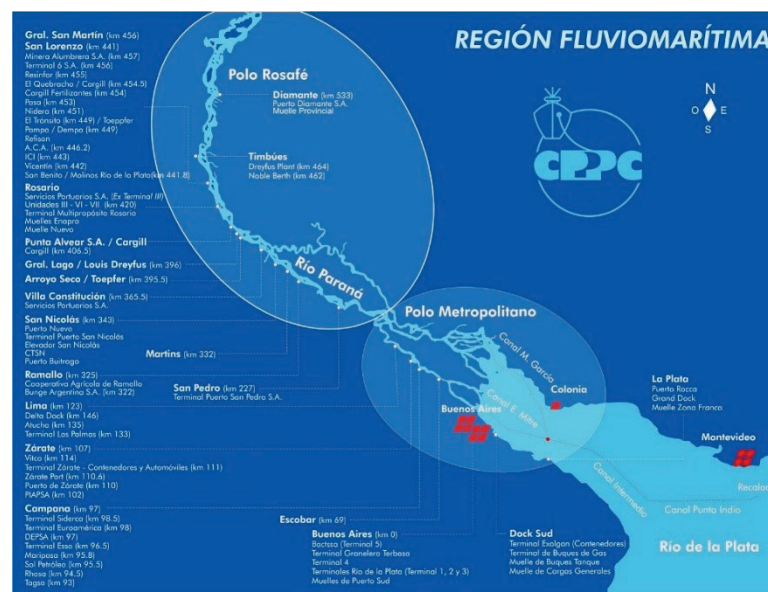 REGIÓN FLUVIOMARÍTIMA
Gral. San Martín (km 456)
San Lorenzo (km 441)
Minera Alumbrera S.A. (km 457)
Terminal 6 S.A. (km 456)
Resinfor (km 455)
El Quebracho / Cargill (km 454.5)
Cargill Fertilizantes (km 454)
Pasa (km 453)
Nidera (km 451)
El Tránsito (km 449) / Toeppfer
Pampa / Dempa (km 449)
Refisan
A.C.A. (km 446.2)
ICI (km 443)
Vicentín (km 442)
San Benito / Molinos Río de la Plata(km 441.8)
Rosario
Servicios Portuarios S.A. (Ex Terminal III)
Unidades III - VI - VII (km 420)
Terminal Multipropósito Rosario
Muelles Enapro
Muelle Nuevo
Punta Alvear S.A. / Cargill
Cargill (km 406.5)
Gral. Lago / Louis Dreyfus (km 396)
Arroyo Seco / Toepfer (km 395.5)
Villa Constitución (km 365.5)
Servicios Portuarios S.A.
San Nicolás (km 343)
Puerto Nuevo
Terminal Puerto San Nicolás
Elevador San Nicolás
CTSN
Puerto Buitrago
Martins (km 332)
Ramallo (km 325)
Cooperativa Agrícola de Ramallo
Bunge Argentina S.A. (km 322)
San Pedro (km 227)
Terminal Puerto San Pedro S.A.
Lima (km 123)
Delta Dock (km 146)
Atucha (km 135)
Terminal Las Palmas (km 133)
Zárate (km 107)
Vitco (km 114)
Terminal Zárate - Contenedores y Automóviles (km 111)
Zárate Port (km 110.6)
Puerto de Zárate (km 110)
PIAPSA (km 102)
Campana (km 97)
Terminal Siderca (km 98.5)
Terminal Euroamérica (km 98)
DEPSA (km 97)
Terminal Esso (km 96.5)
Maripasa (km 95.8)
Sol Petróleo (km 95.5)
Rhasa (km 94.5)
Tagsa (km 93)
Escobar (km 69)
Buenos Aires (km 0)
Bactssa (Terminal 5)
Terminal Granelero Terbasa
Terminal 4
Terminales Río de la Plata (Terminal 1, 2 y 3)
Muelles de Puerto Sud
Dock Sud
Terminal Exolgan (Contenedores)
Terminal de Buques de Gas
Muelle de Buques Tanque
Muelle de Cargas Generales
Polo Rosafé
Diamante (km 533)
Puerto Diamante S.A.
Muelle Provincial
Timbúes
Dreyfus Plant (km 464)
Noble Berth (km 462)
Río Paraná
Polo Metropolitano
Canal M. García
Canal E. Mitre
Colonia
Buenos Aires
La Plata
Puerto Rocca
Grand Dock
Muelle Zona Franca
Montevideo
Recalad
Canal Intermedio
Canal Punta Indio
Río de la Plata
N
O E
S
CPPC